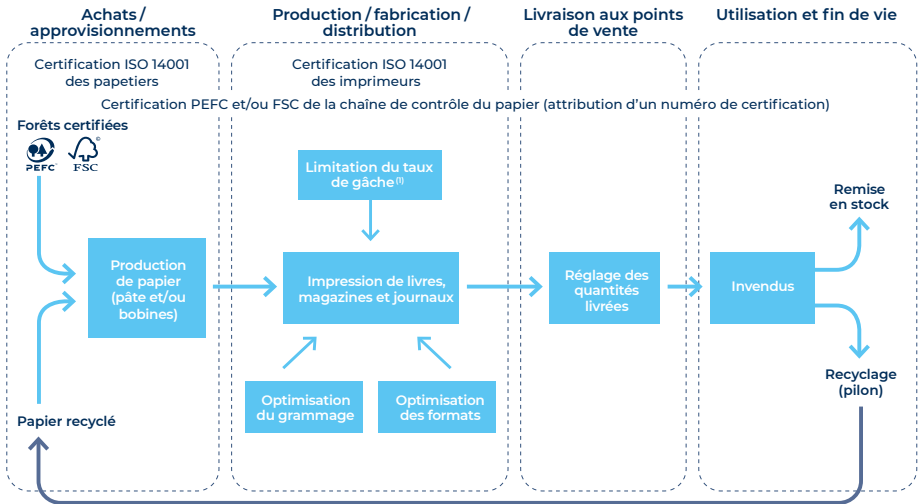 Achats /
approvisionnements
Production / fabrication /
distribution
Livraison aux points
de vente
Utilisation et fin de vie
Certification ISO 14001
des papetiers
Certification ISO 14001
des imprimeurs
Certification PEFC et/ou FSC de la chaîne de contrôle du papier (attribution d’un numéro de certification)
Forêts certifiées
PEFC
FSC
Limitation du taux
de gâche (1)
Remise
en stock
Production
de papier
(pâte et/ou
bobines)
Impression de livres,
magazines et journaux
Réglage des
quantités
livrées
Invendus
Recyclage
(pilon)
Optimisation
du grammage
Optimisation
des formats
Papier recyclé